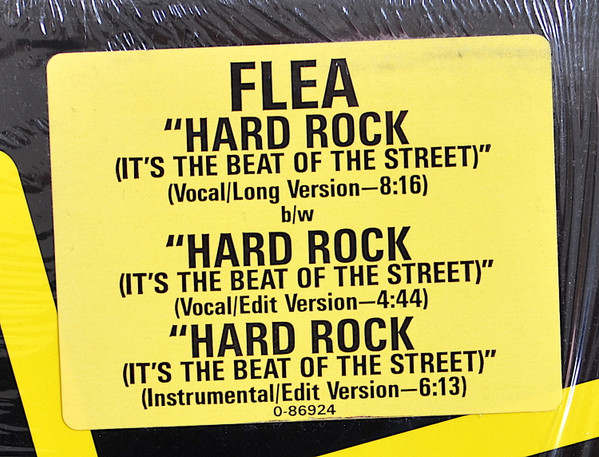 FLEA
"HARD ROCK
(IT'S THE BEAT OF THE STREET)"
(Vocal/Long Version—8:16)
b/w
"HARD ROCK
(IT'S THE BEAT OF THE STREET)"
(Vocal/Edit Version—4:44)
"HARD ROCK
(IT'S THE BEAT OF THE STREET)"
(Instrumental/Edit Version—6:13)
0-86924